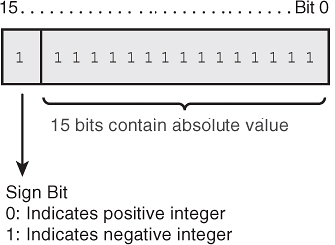 15. . . . . . . . . . . . . . . . . . . . . . . . . . . . . . . Bit 0
1 1 1 1 1 1 1 1 1 1 1 1 1 1 1 1
15 bits contain absolute value
Sign Bit
0: Indicates positive integer
1: Indicates negative integer